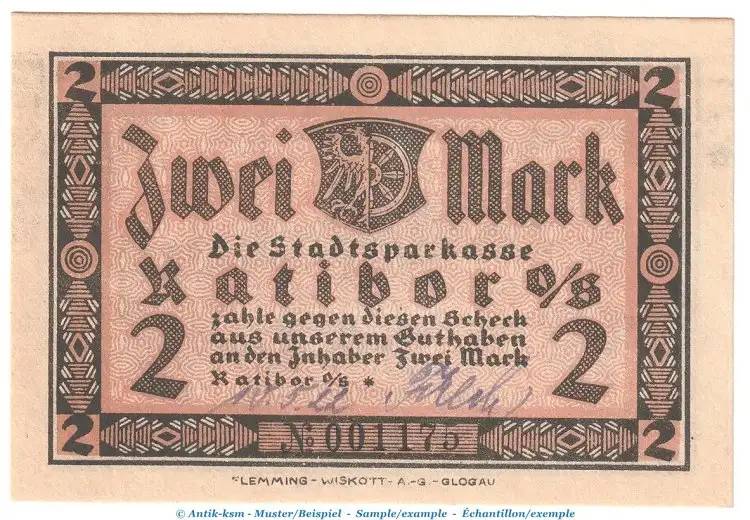 2 2
Zwei Mark
Die Stadtsparkasse
Ratibor o/s
zahle gegen diesen Scheck
aus unserem Guthaben
an den Inhaber Zwei Mark
Ratibor o/s *
2 2
2 № 001175 2
FLEMMING - WISKOTT - A. - G. - GLOGAU
© Antik-ksm - Muster/Beispiel - Sample/example - Échantillon/exemple